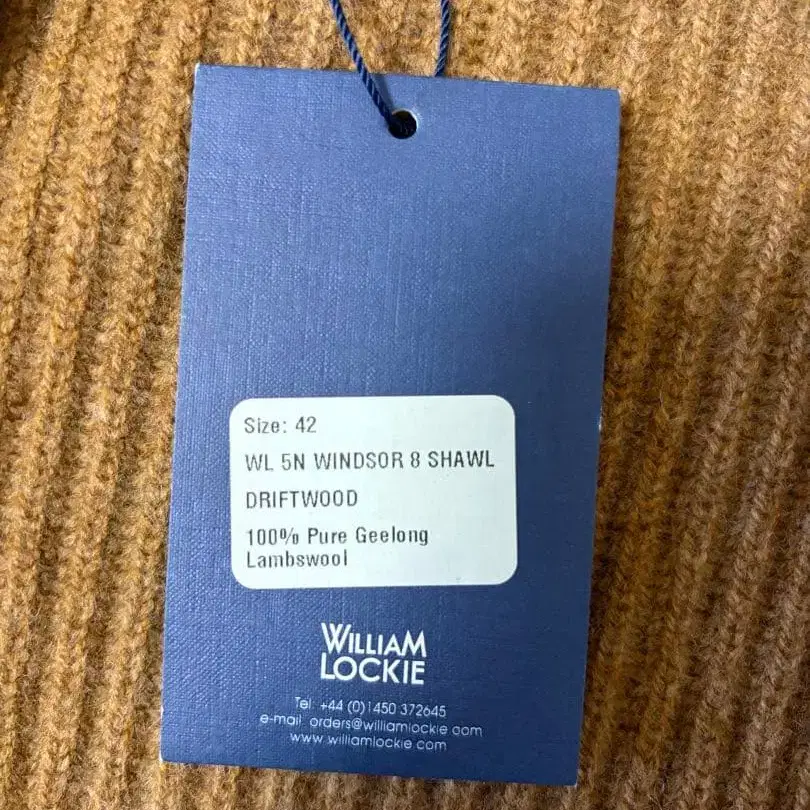 Size: 42
WL 5N WINDSOR 8 SHAWL
DRIFTWOOD
100% Pure Geelong
Lambswool
WILLIAM
LOCKIE
Tel: +44 (0)1450 372645
e-mail: orders@williamlockie.com
www.williamlockie.com